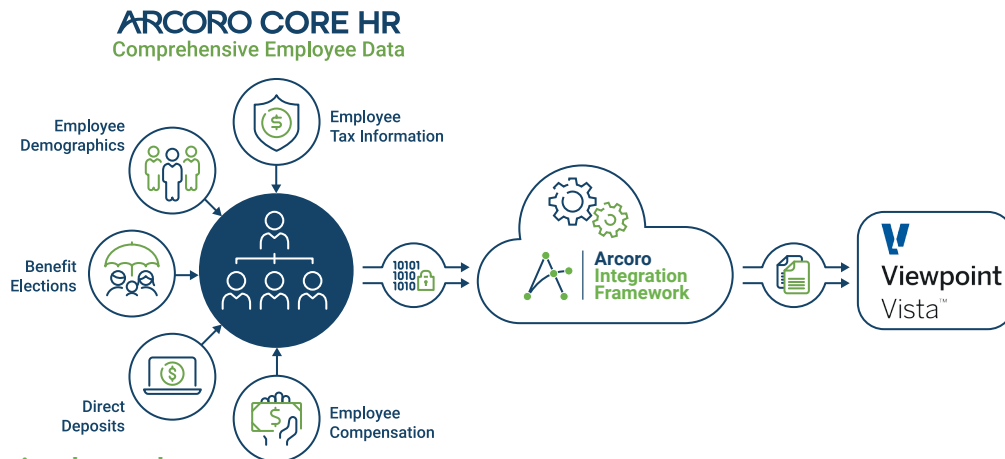 ARCORO CORE HR
Comprehensive Employee Data
Employee
Tax Information
Employee
Demographics
Benefit
Elections
Direct
Deposits
Employee
Compensation
10101
1010
1010
Arcoro
Integration
Framework
Viewpoint
Vista™